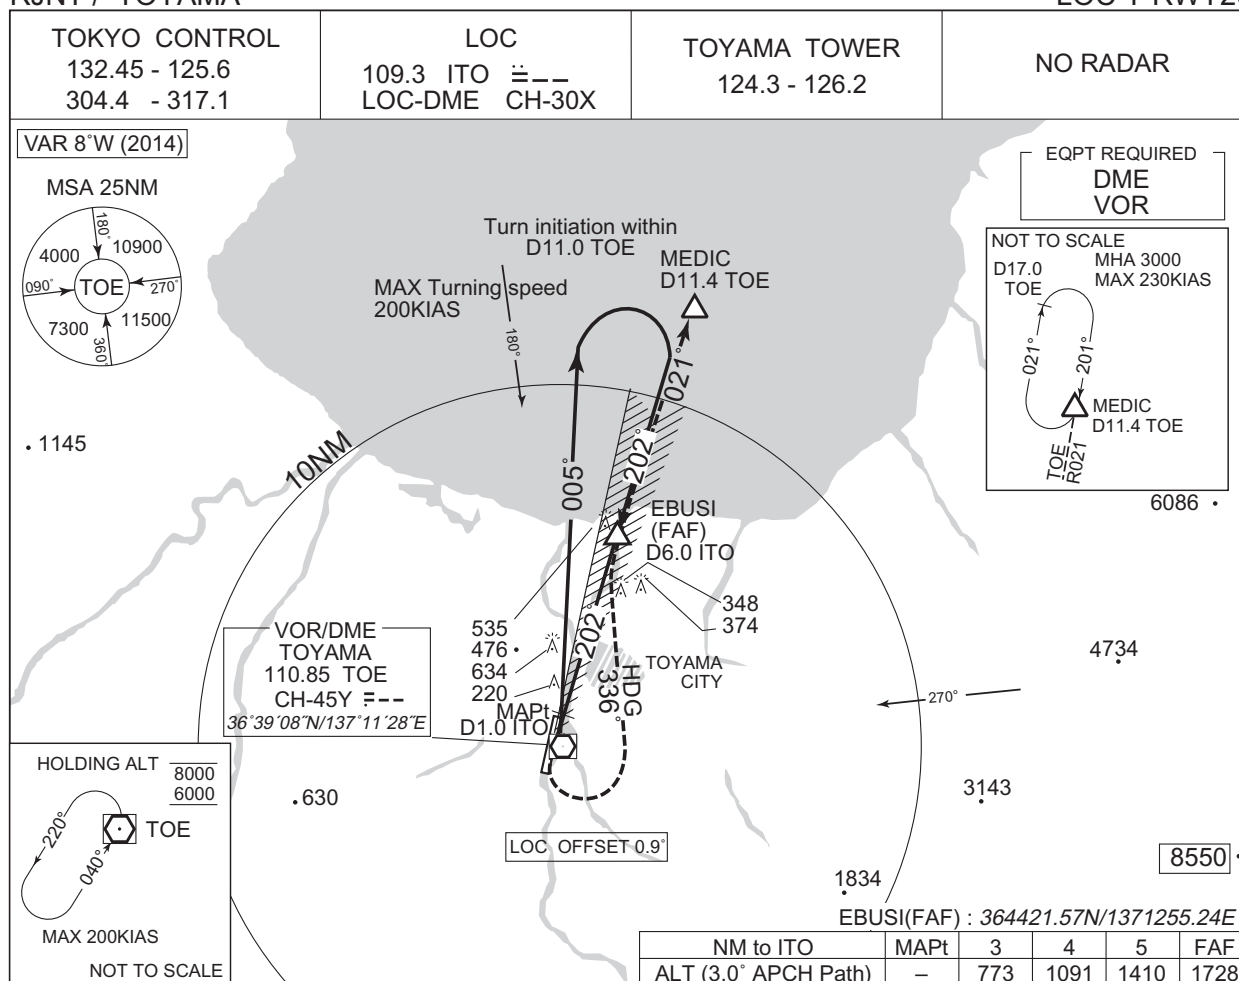 RJNT / TOYAMA
TOKYO CONTROL
132.45 - 125.6
304.4 - 317.1
LOC
109.3 ITO
LOC-DME CH-30X
TOYAMA TOWER
124.3 - 126.2
NO RADAR
VAR 8°W (2014)
MSA 25NM
180°
4000
10900
090°
TOE
270°
7300
11500
360°
EQPT REQUIRED
DME
VOR
Turn initiation within
D11.0 TOE
MEDIC
D11.4 TOE
MAX Turning speed
200KIAS
180°
NOT TO SCALE
D17.0
TOE
MHA 3000
MAX 230KIAS
021°
201°
MEDIC
D11.4 TOE
TOE
R021
1145
10NM
005°
021°
202°
6086
EBUSI
(FAF)
D6.0 ITO
348
374
535
476
634
220
202°
HDG
336°
TOYAMA
CITY
4734
VOR/DME
TOYAMA
110.85 TOE
CH-45Y
36°39´08˝N/137°11´28˝E
MAPt
D1.0 ITO
270°
HOLDING ALT
8000
6000
220°
040°
TOE
MAX 200KIAS
NOT TO SCALE
630
3143
LOC OFFSET 0.9°
8550
1834
EBUSI(FAF) : 364421.57N/1371255.24E
NM to ITO MAPt 3 4 5 FAF
ALT (3.0° APCH Path) – 773 1091 1410 1728